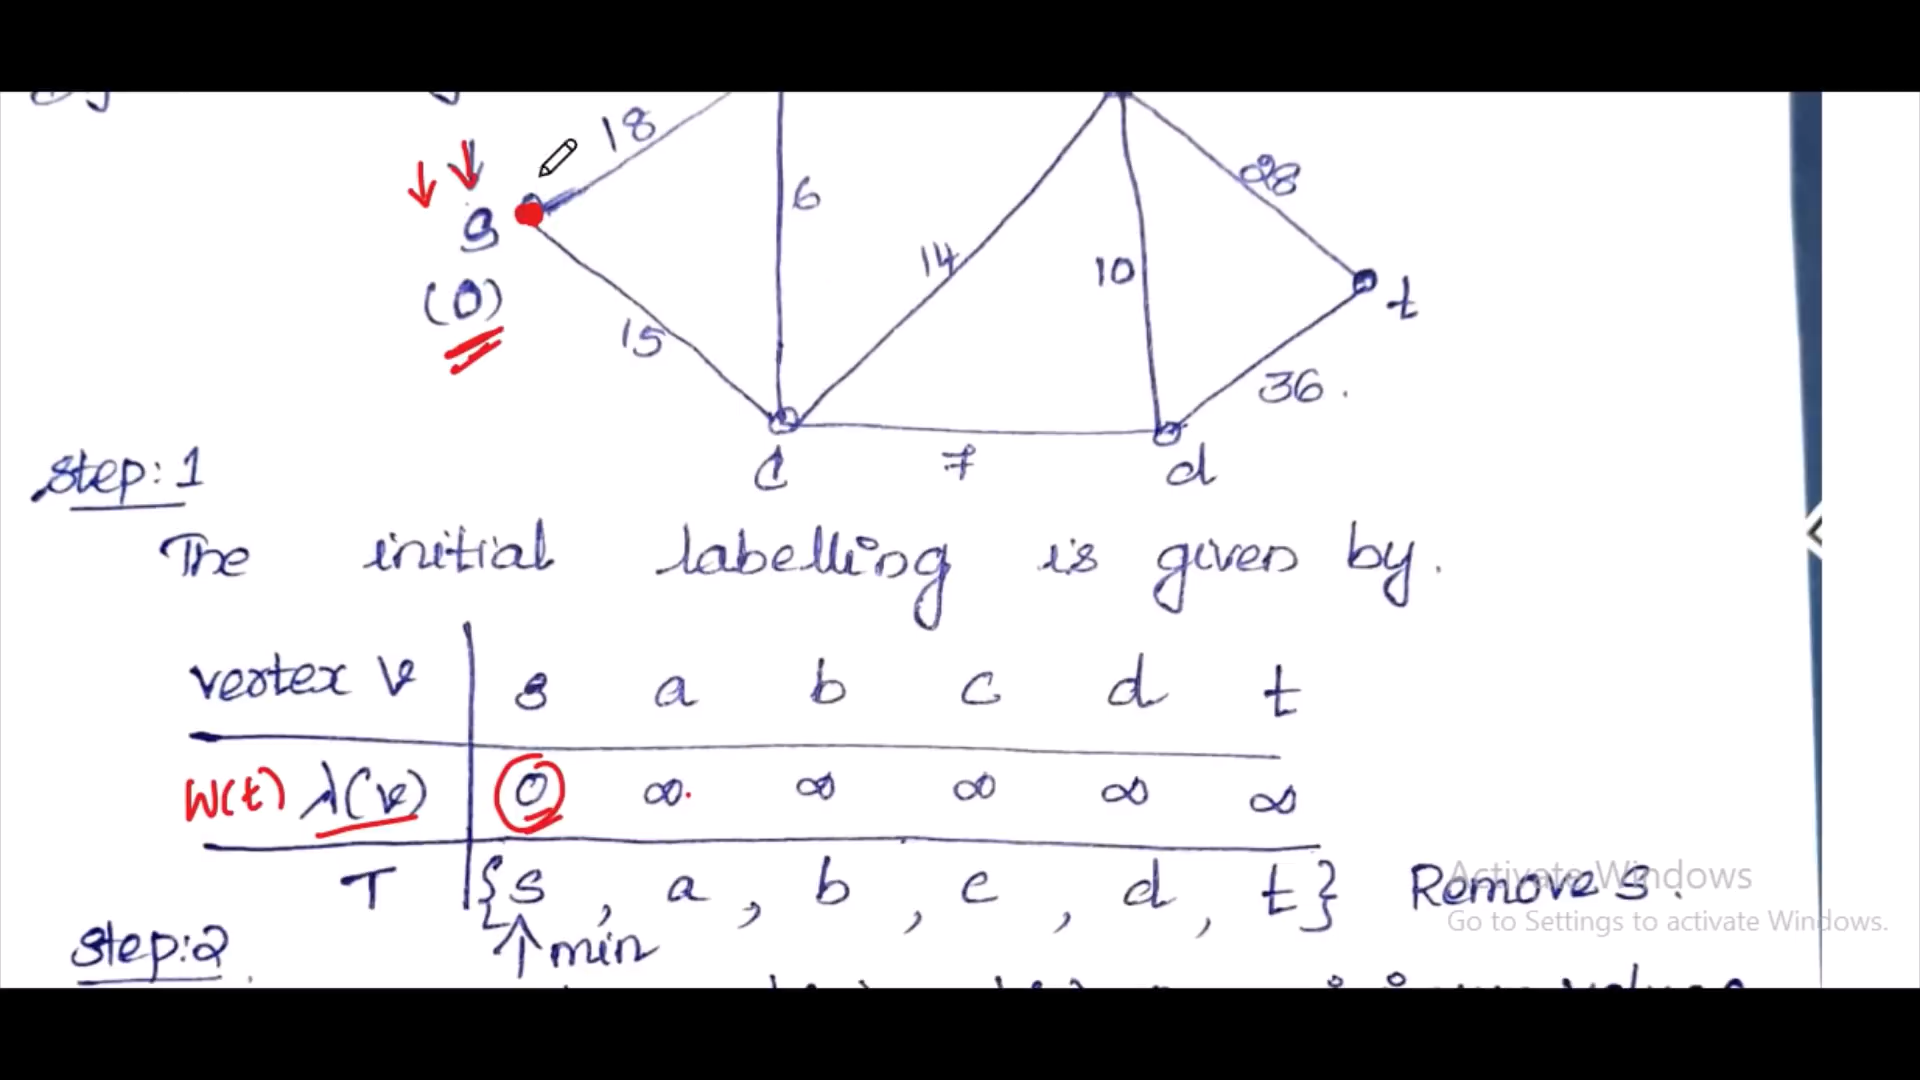 18
6
28
S
14
10
(0)
t
15
36.
step: 1
c
7
d
The initial labelling is given by.
vertex v s a b c d t
W(t) λ(v) 0 ∞ ∞ ∞ ∞ ∞
T {s, a, b, c, d, t} Remove s.
Activate Windows
Go to Settings to activate Windows.
step:2
↑ min